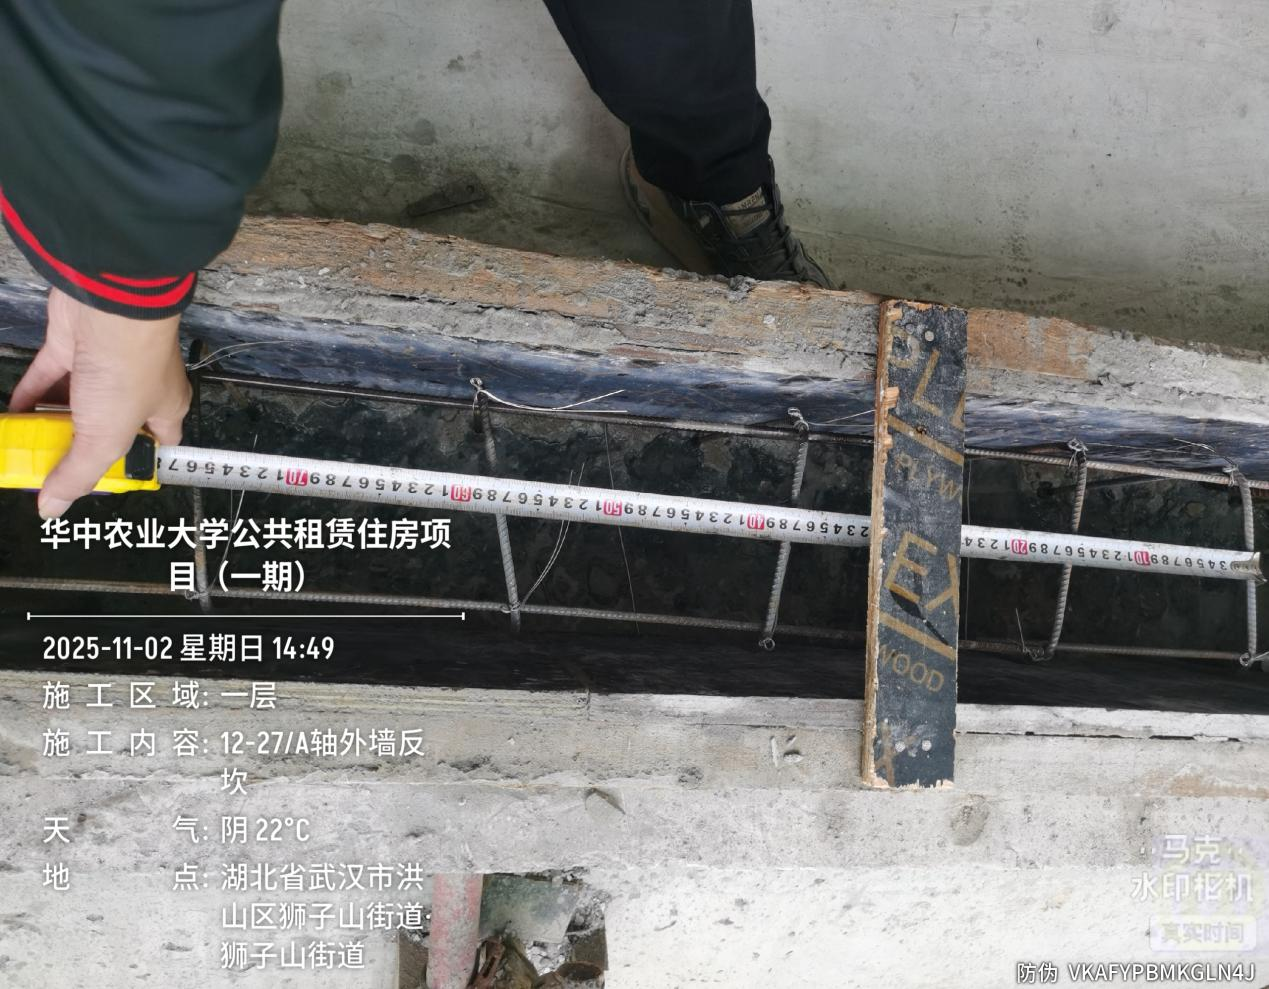 PL
PLYW
EX
WOOD
华中农业大学公共租赁住房项
目（一期）
2025-11-02 星期日 14:49
施工区域: 一层
施工内容: 12-27/A轴外墙反
坎
天气: 阴 22°C
地点: 湖北省武汉市洪
山区狮子山街道·
狮子山街道
马克
水印相机
真实时间
防伪 VKAFYPBMKGLN4J